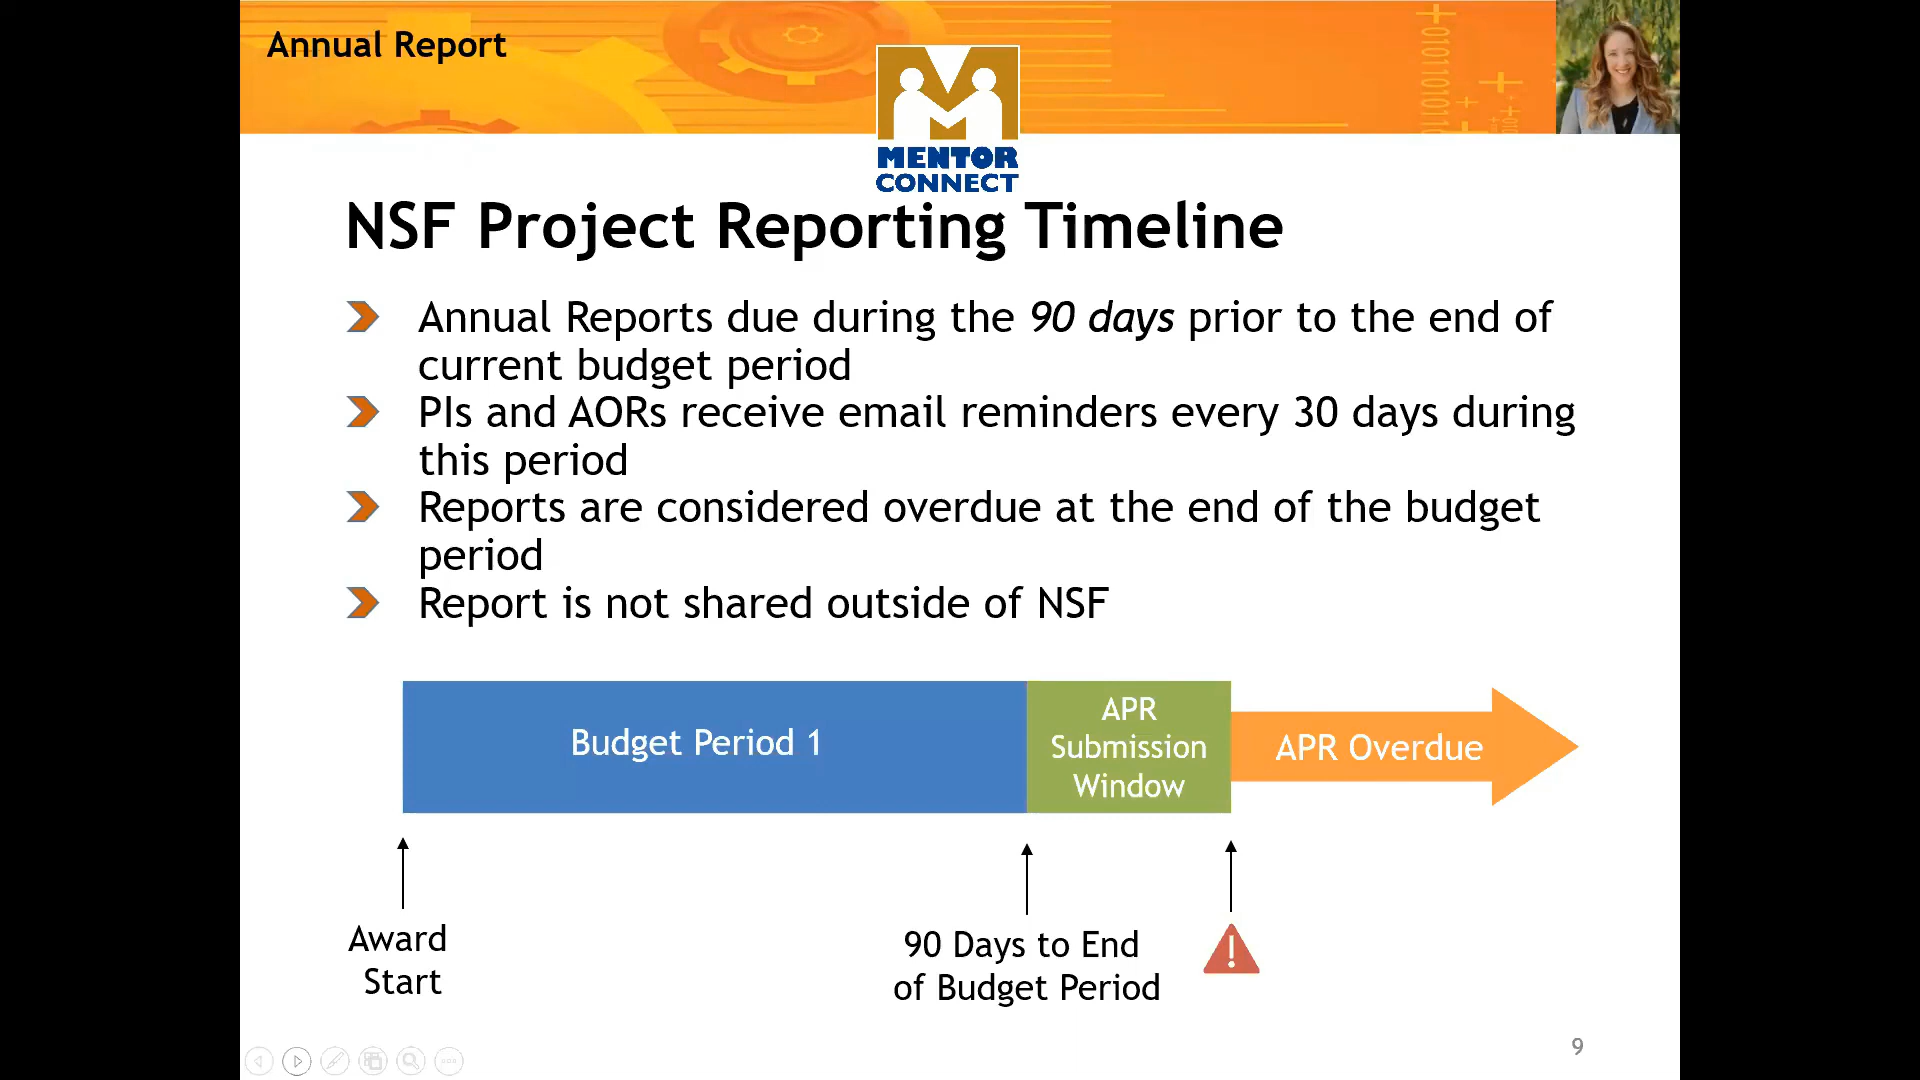 Annual Report
MENTOR
CONNECT
NSF Project Reporting Timeline
Annual Reports due during the 90 days prior to the end of
current budget period
PIs and AORs receive email reminders every 30 days during
this period
Reports are considered overdue at the end of the budget
period
Report is not shared outside of NSF
Budget Period 1
APR
Submission
Window
APR Overdue
Award
Start
90 Days to End
of Budget Period
9